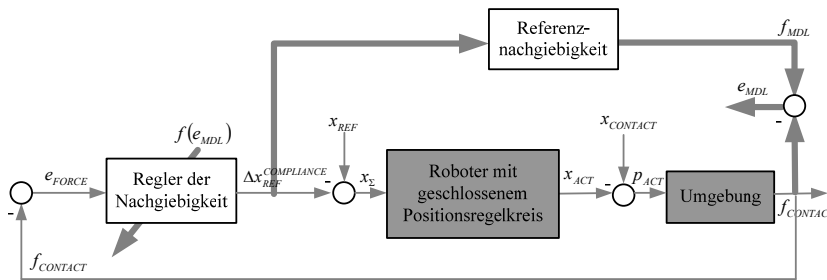 Referenz-
nachgiebigkeit
f_MDL
e_MDL
-
f(e_MDL)
x_REF
x_CONTACT
e_FORCE
Regler der
Nachgiebigkeit
Δx_REF^COMPLIANCE
-
x_Σ
Roboter mit
geschlossenem
Positionsregelkreis
x_ACT
-
p_ACT
Umgebung
f_CONTACT
-
f_CONTACT